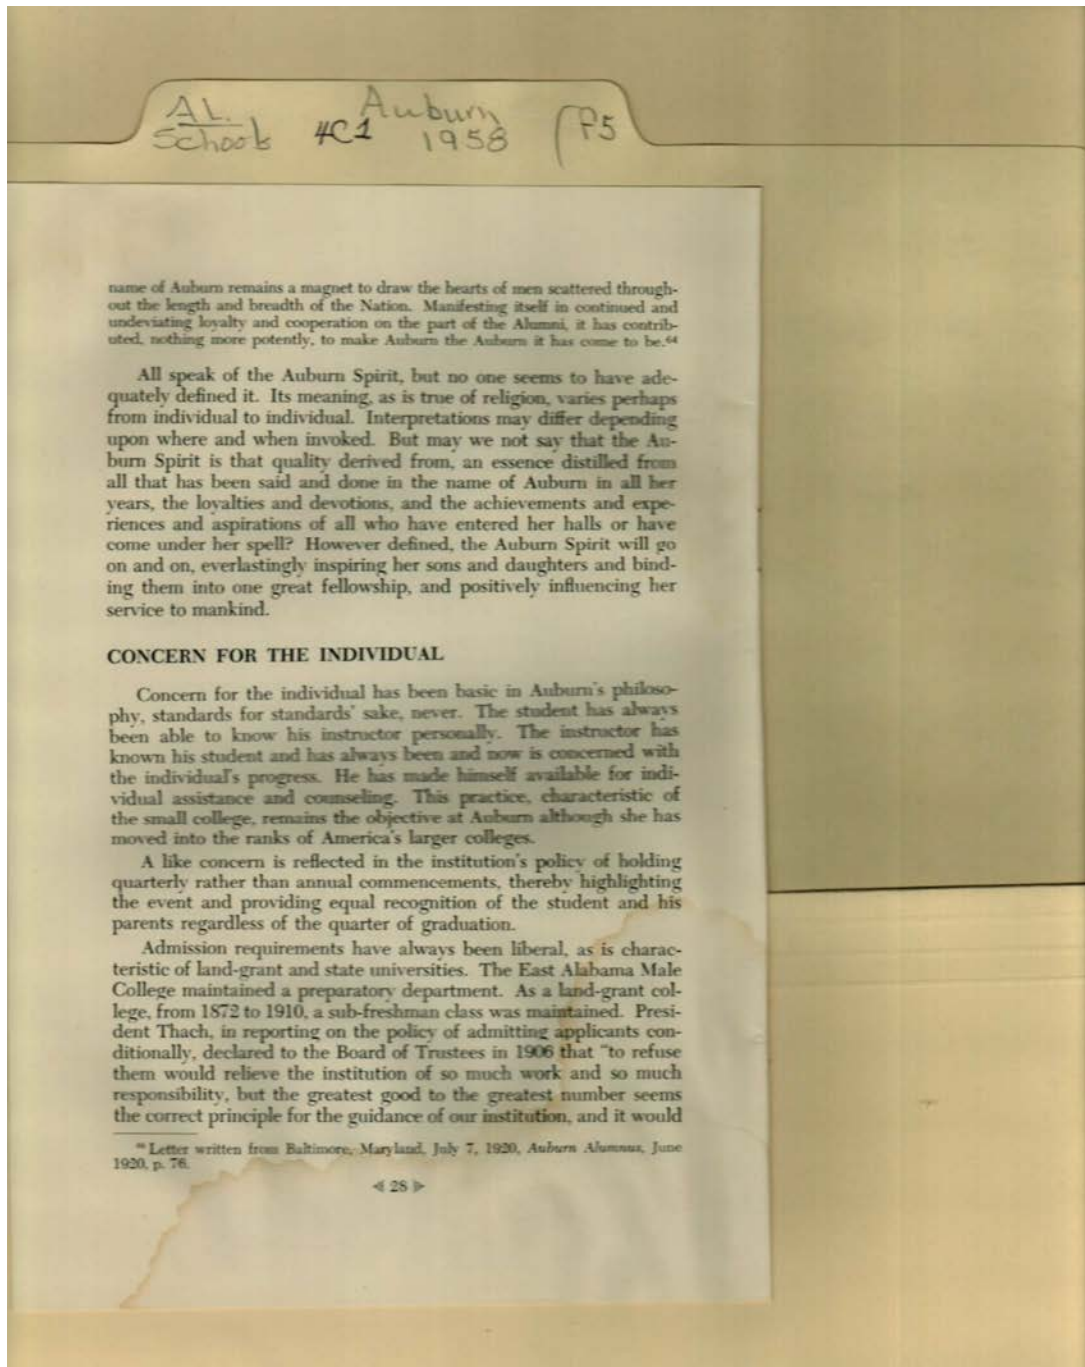 AL. Auburn
Schools 4C1 1958 P5
name of Auburn remains a magnet to draw the hearts of men scattered through-
out the length and breadth of the Nation. Manifesting itself in continued and
undeviating loyalty and cooperation on the part of the Alumni, it has contrib-
uted, nothing more potently, to make Auburn the Auburn it has come to be.⁶⁴
All speak of the Auburn Spirit, but no one seems to have ade-
quately defined it. Its meaning, as is true of religion, varies perhaps
from individual to individual. Interpretations may differ depending
upon where and when invoked. But may we not say that the Au-
burn Spirit is that quality derived from, an essence distilled from
all that has been said and done in the name of Auburn in all her
years, the loyalties and devotions, and the achievements and expe-
riences and aspirations of all who have entered her halls or have
come under her spell? However defined, the Auburn Spirit will go
on and on, everlastingly inspiring her sons and daughters and bind-
ing them into one great fellowship, and positively influencing her
service to mankind.
CONCERN FOR THE INDIVIDUAL
Concern for the individual has been basic in Auburn's philoso-
phy, standards for standards' sake, never. The student has always
been able to know his instructor personally. The instructor has
known his student and has always been and now is concerned with
the individual's progress. He has made himself available for indi-
vidual assistance and counseling. This practice, characteristic of
the small college, remains the objective at Auburn although she has
moved into the ranks of America's larger colleges.
A like concern is reflected in the institution's policy of holding
quarterly rather than annual commencements, thereby highlighting
the event and providing equal recognition of the student and his
parents regardless of the quarter of graduation.
Admission requirements have always been liberal, as is charac-
teristic of land-grant and state universities. The East Alabama Male
College maintained a preparatory department. As a land-grant col-
lege, from 1872 to 1910, a sub-freshman class was maintained. Presi-
dent Thach, in reporting on the policy of admitting applicants con-
ditionally, declared to the Board of Trustees in 1906 that "to refuse
them would relieve the institution of so much work and so much
responsibility, but the greatest good to the greatest number seems
the correct principle for the guidance of our institution, and it would
⁶⁴ Letter written from Baltimore, Maryland, July 7, 1920, Auburn Alumnus, June
1920, p. 76.
⫷ 28 ⫸